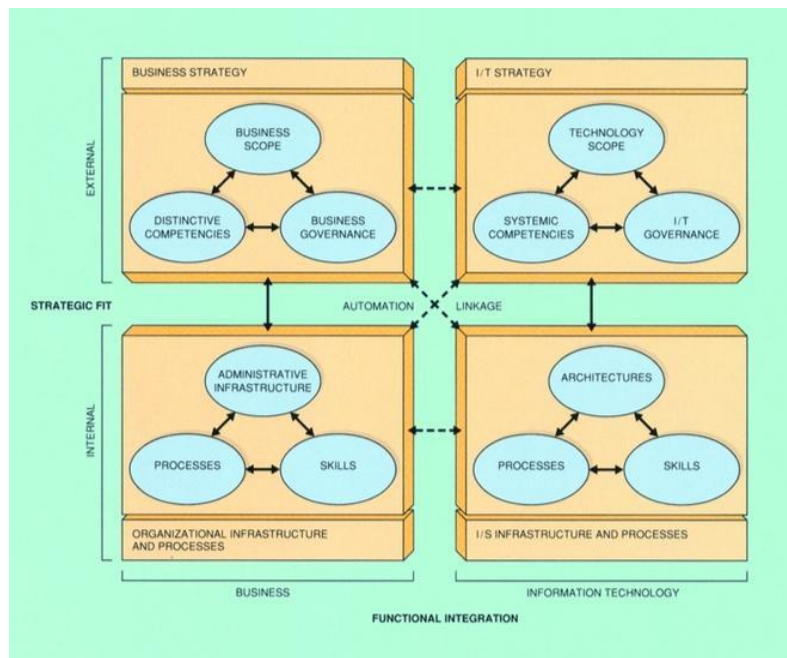 BUSINESS STRATEGY
I/T STRATEGY
EXTERNAL
BUSINESS
SCOPE
DISTINCTIVE
COMPETENCIES
BUSINESS
GOVERNANCE
TECHNOLOGY
SCOPE
SYSTEMIC
COMPETENCIES
I/T
GOVERNANCE
STRATEGIC FIT
AUTOMATION
LINKAGE
INTERNAL
ADMINISTRATIVE
INFRASTRUCTURE
PROCESSES
SKILLS
ARCHITECTURES
PROCESSES
SKILLS
ORGANIZATIONAL INFRASTRUCTURE
AND PROCESSES
I/S INFRASTRUCTURE AND PROCESSES
BUSINESS
INFORMATION TECHNOLOGY
FUNCTIONAL INTEGRATION